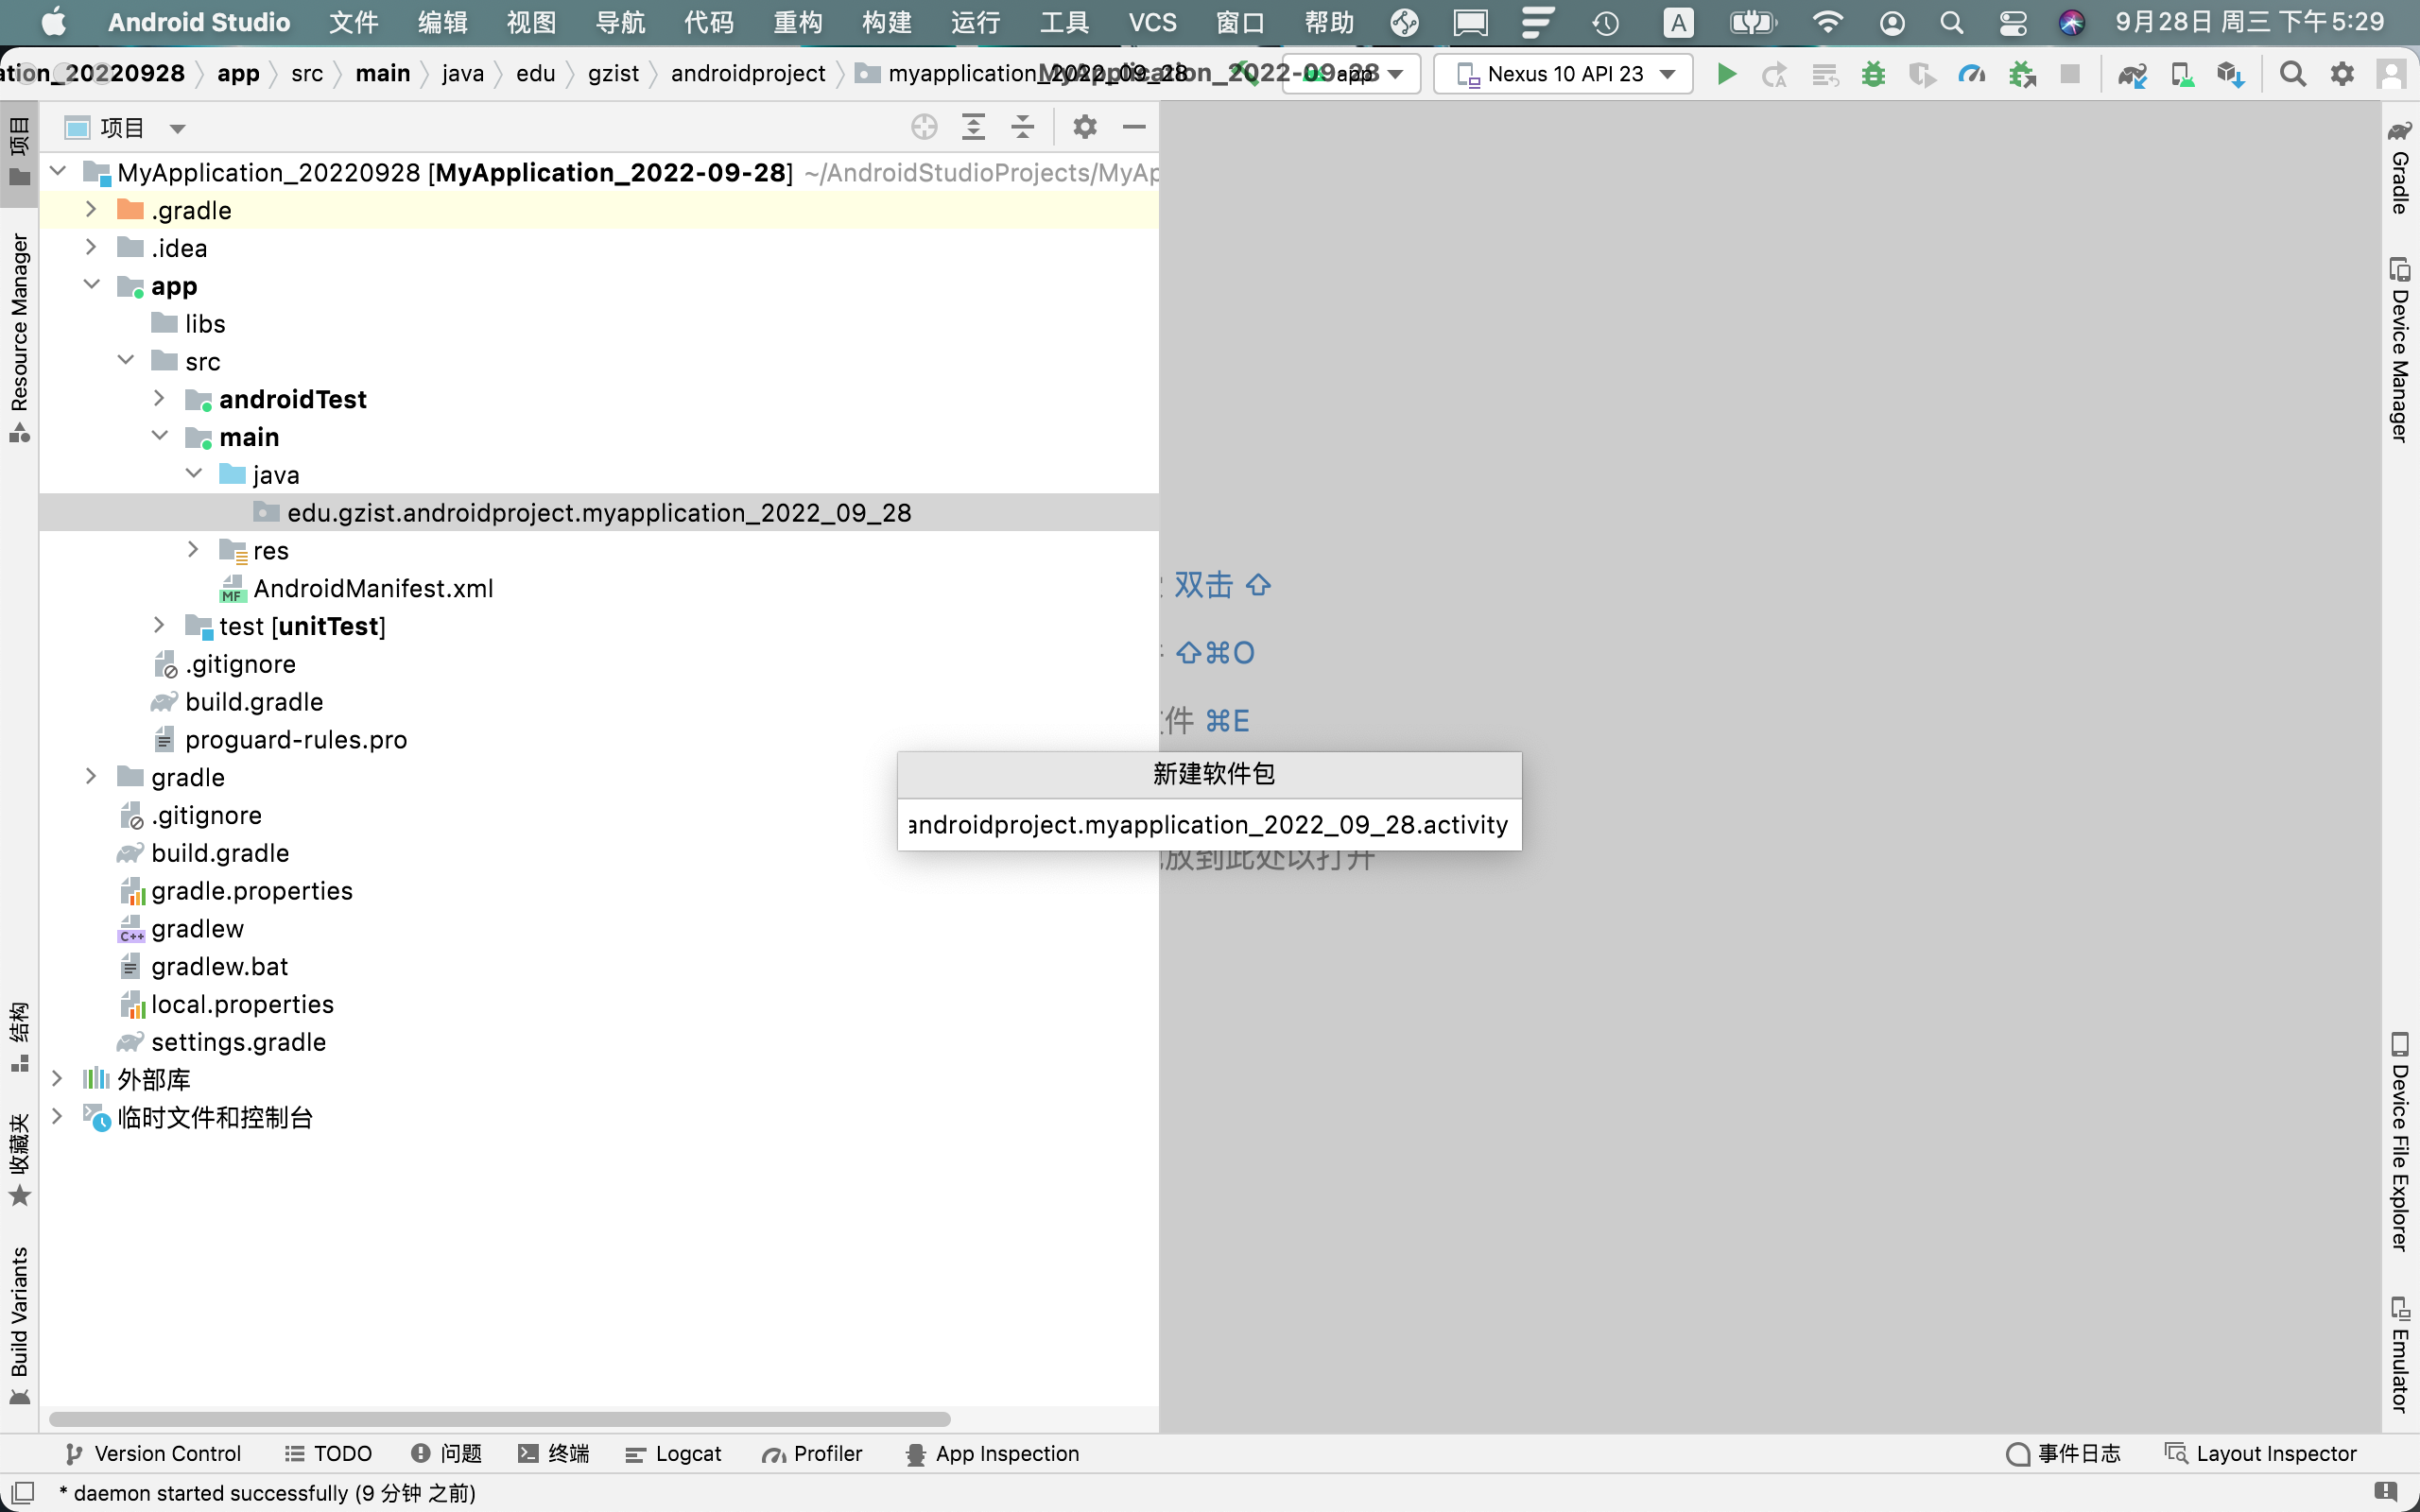 Android Studio 文件 编辑 视图 导航 代码 重构 构建 运行 工具 VCS 窗口 帮助 A 9月28日 周三 下午5:29
ation_20220928 app src main java edu gzist androidproject myapplication_2022_09_28 MyApplication_2022-09-28 app Nexus 10 API 23
项目
项目
Resource Manager
结构
收藏夹
Build Variants
MyApplication_20220928 [MyApplication_2022-09-28] ~/AndroidStudioProjects/MyAp
.gradle
.idea
app
libs
src
androidTest
main
java
edu.gzist.androidproject.myapplication_2022_09_28
res
MF AndroidManifest.xml
test [unitTest]
.gitignore
build.gradle
proguard-rules.pro
gradle
.gitignore
build.gradle
gradle.properties
C++ gradlew
gradlew.bat
local.properties
settings.gradle
外部库
临时文件和控制台
双击 ⇧
⇧⌘O
件 ⌘E
新建软件包
androidproject.myapplication_2022_09_28.activity
放到此处以打开
Gradle
Device Manager
Device File Explorer
Emulator
Version Control TODO 问题 终端 Logcat Profiler App Inspection 事件日志 Layout Inspector
* daemon started successfully (9 分钟 之前)